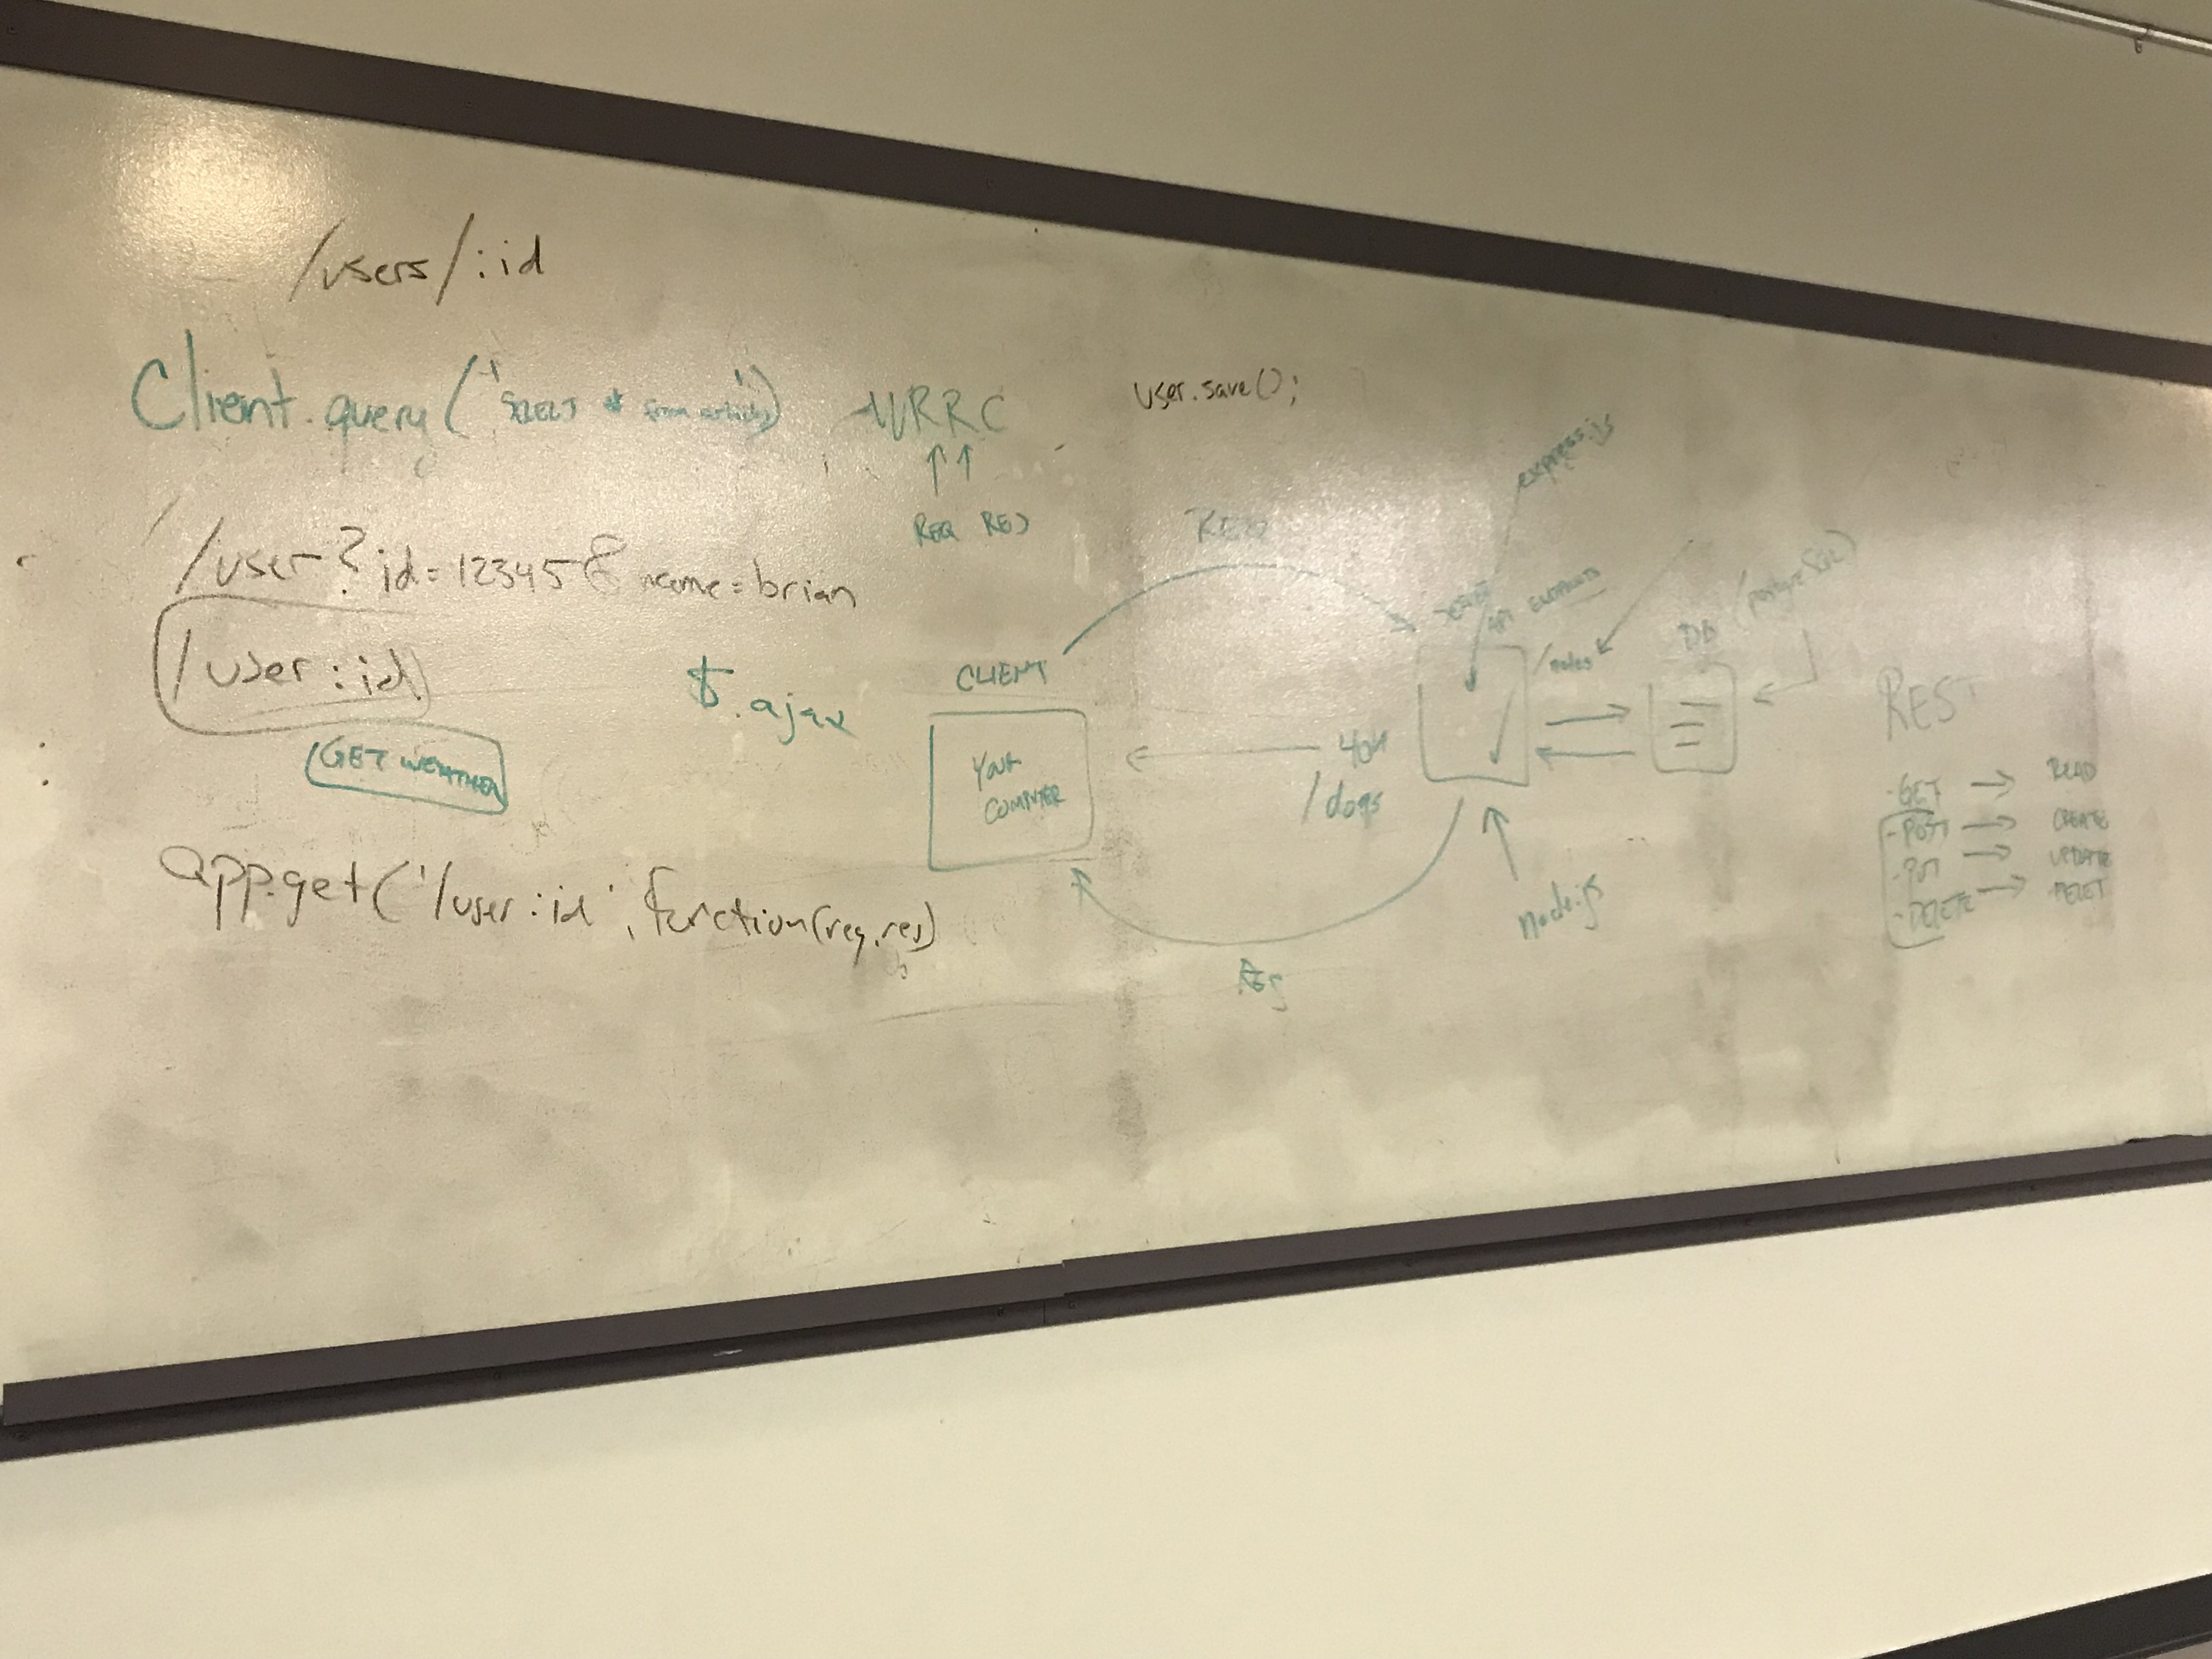 /users/:id
Client.query('SELECT * from articles')
WRRC
REQ RES
user.save();
/user?id=12345&name=brian
/user:id
GET WEATHER
app.get('/user:id', function(req,res)
$.ajax
CLIENT
YOUR
COMPUTER
REQ
404
/dogs
RES
express.js
SERVER
API ENDPOINTS
/notes
node.js
DB (postgreSQL)
REST
-GET → READ
-POST → CREATE
-PUT → UPDATE
-DELETE → DELET